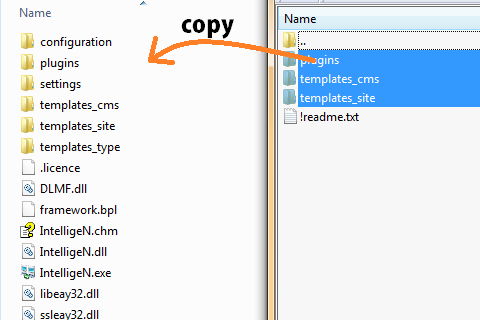 copy
Name
configuration
plugins
settings
templates_cms
templates_site
templates_type
.licence
DLMF.dll
framework.bpl
IntelligeN.chm
IntelligeN.dll
IntelligeN.exe
libeay32.dll
ssleay32.dll
Name
..
plugins
templates_cms
templates_site
!readme.txt